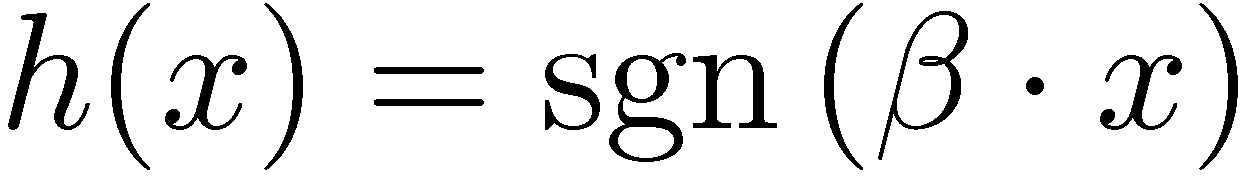 h(x) = sgn (β · x)